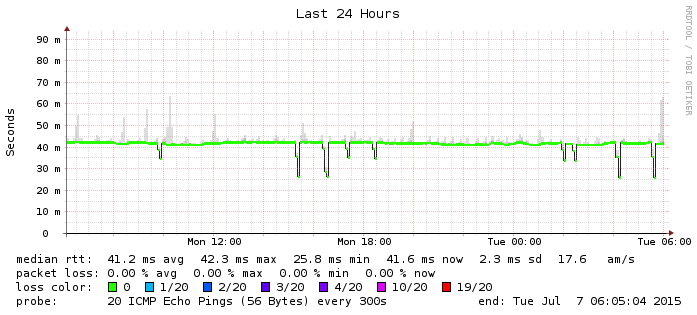 Last 24 Hours
RRDTOOL / TOBI OETIKER
Seconds
90 m
80 m
70 m
60 m
50 m
40 m
30 m
20 m
10 m
0
Mon 12:00 Mon 18:00 Tue 00:00 Tue 06:00
median rtt: 41.2 ms avg 42.3 ms max 25.8 ms min 41.6 ms now 2.3 ms sd 17.6 am/s
packet loss: 0.00 % avg 0.00 % max 0.00 % min 0.00 % now
loss color: 0 1/20 2/20 3/20 4/20 10/20 19/20
probe: 20 ICMP Echo Pings (56 Bytes) every 300s end: Tue Jul 7 06:05:04 2015